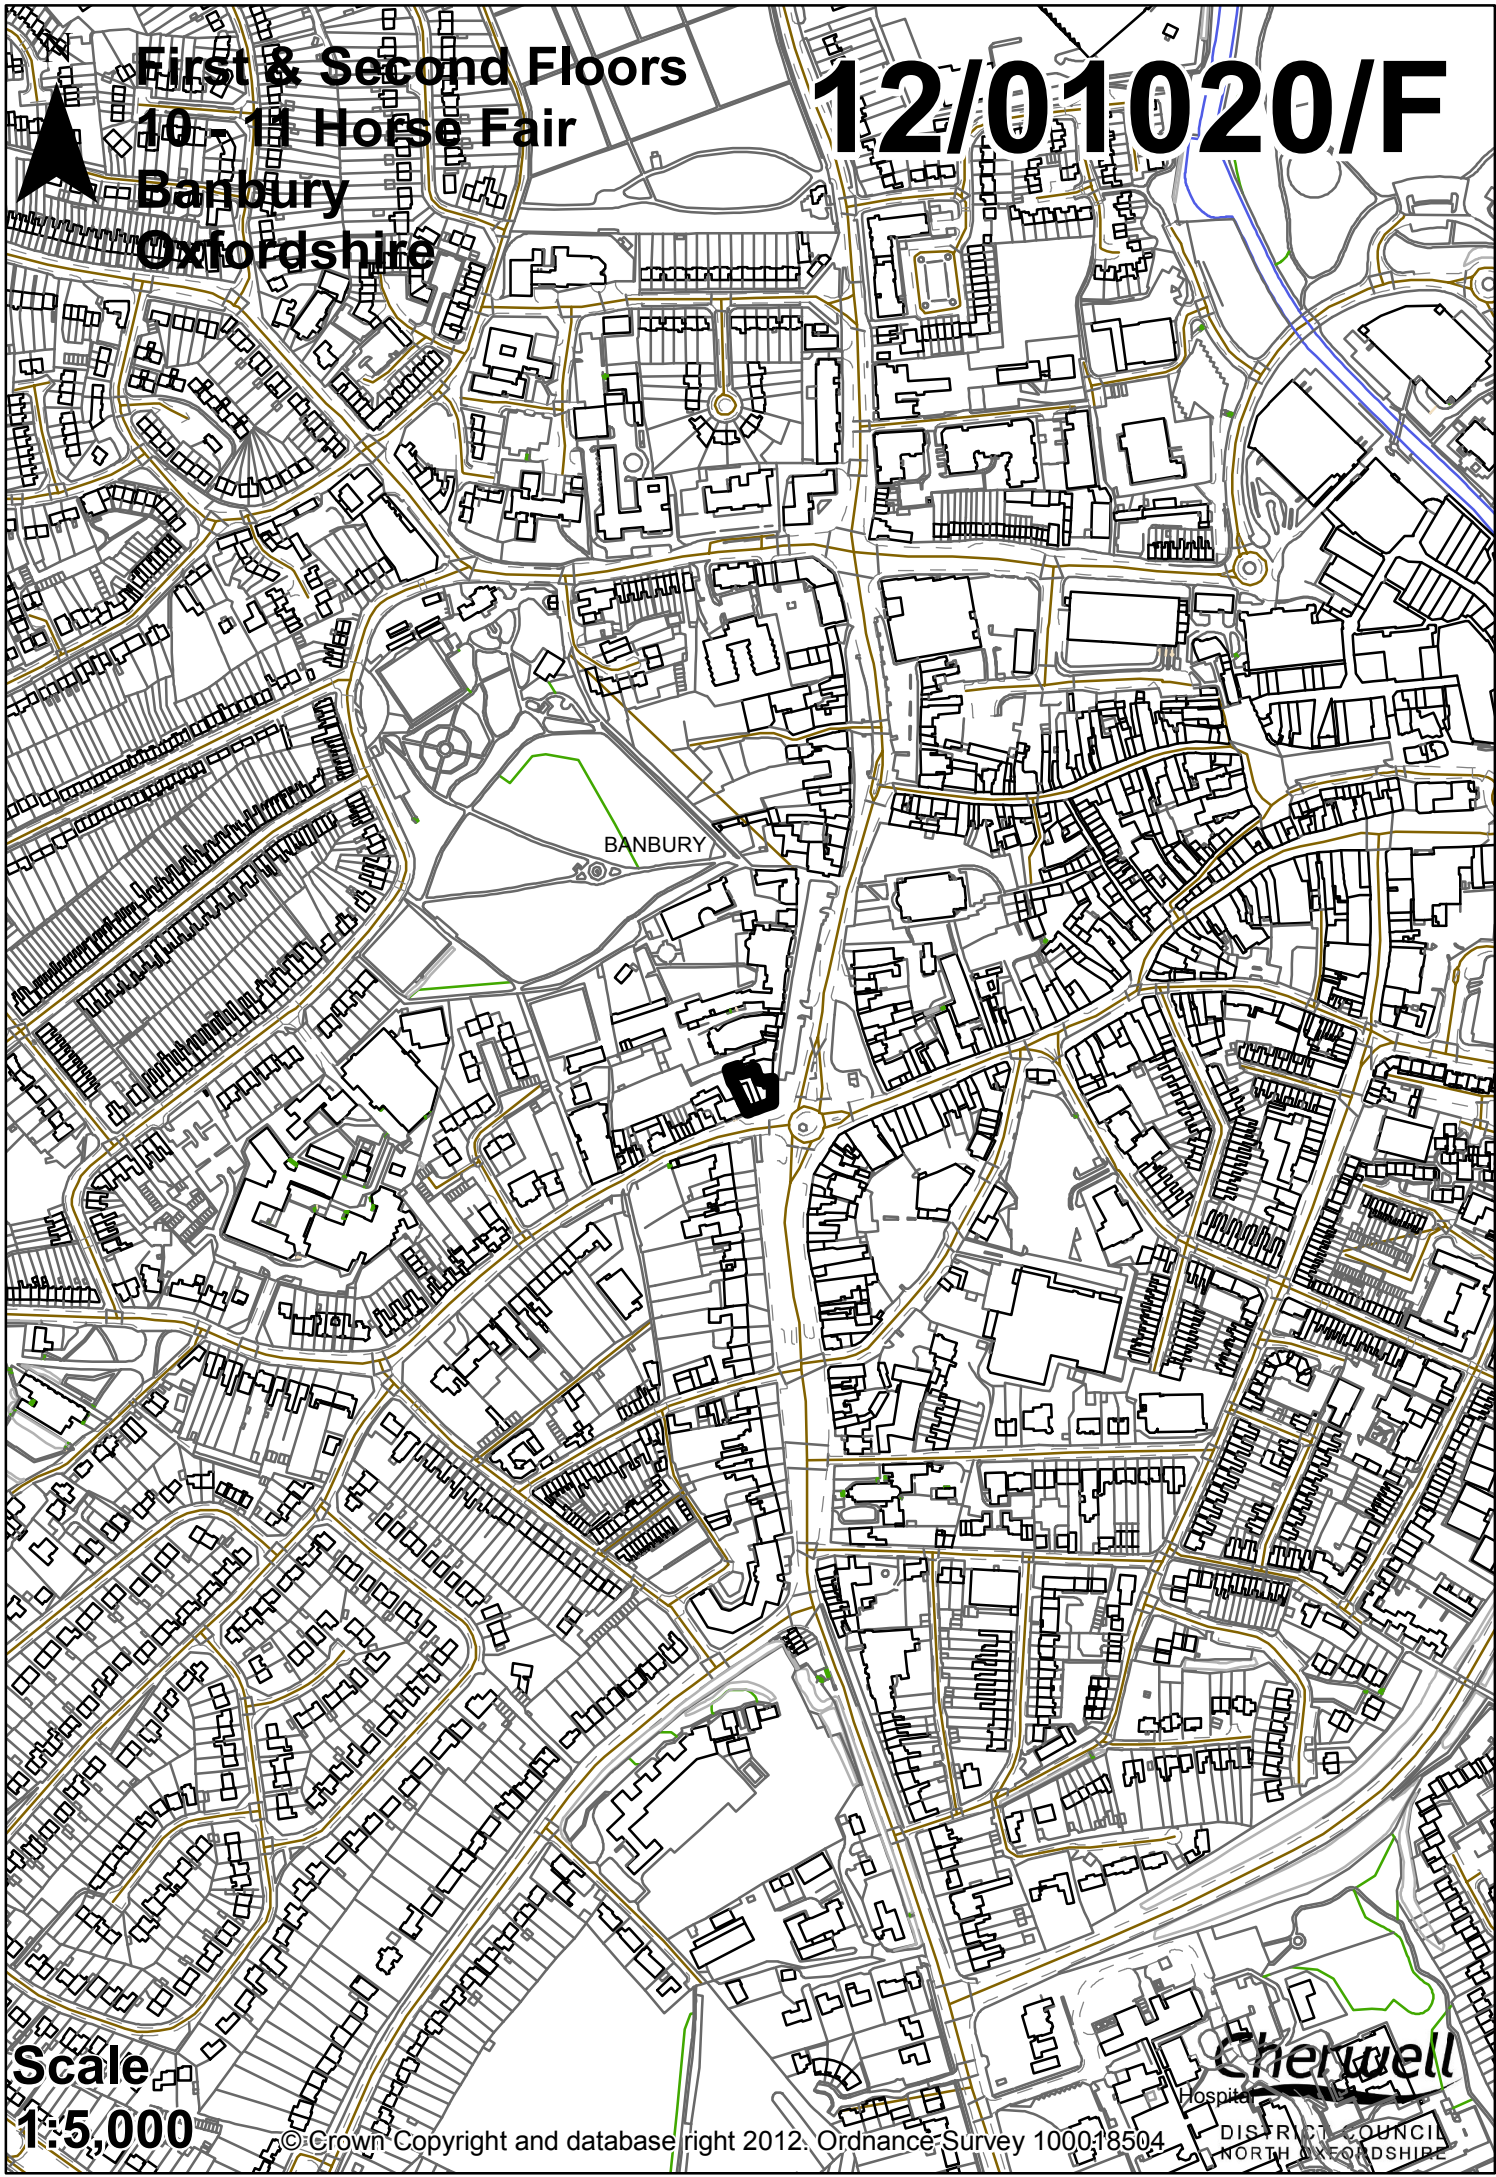 First & Second Floors
10 - 11 Horse Fair
Banbury
Oxfordshire
12/01020/F
BANBURY
Scale
1:5,000
© Crown Copyright and database right 2012. Ordnance Survey 100018504
Hospital
Cherwell
DISTRICT COUNCIL
NORTH OXFORDSHIRE